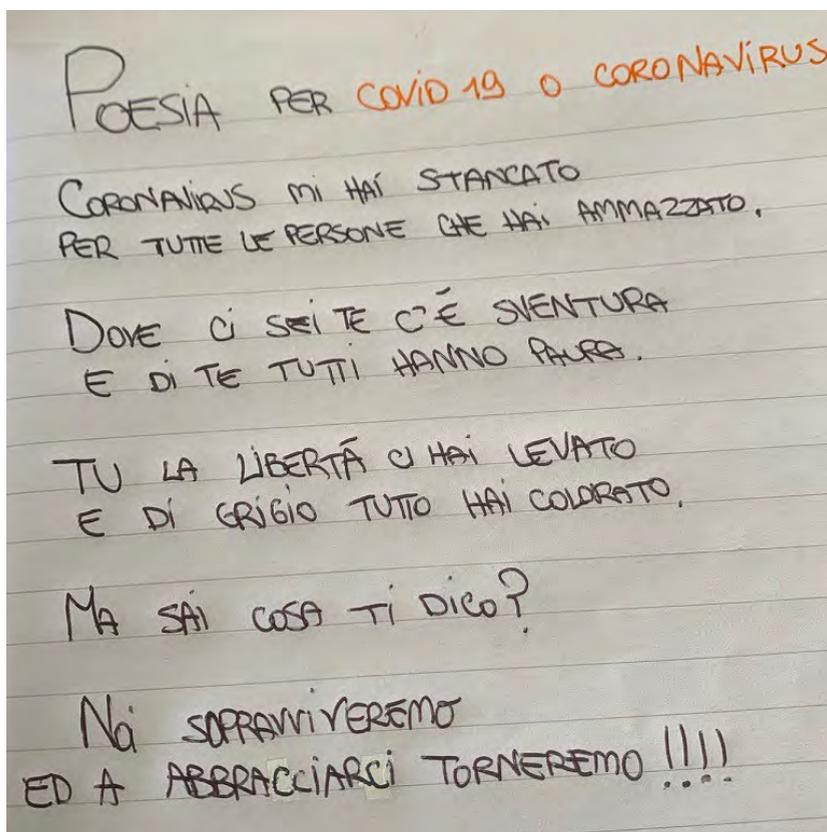 POESIA PER COVID 19 O CORONAVIRUS
CORONAVIRUS MI HAI STANCATO
PER TUTTE LE PERSONE CHE HAI AMMAZZATO.
DOVE CI SEI TE C'È SVENTURA
E DI TE TUTTI HANNO PAURA.
TU LA LIBERTÀ CI HAI LEVATO
E DI GRIGIO TUTTO HAI COLORATO.
MA SAI COSA TI DICO?
NOI SOPRAVVIVEREMO
ED A ABBRACCIARCI TORNEREMO!!!!